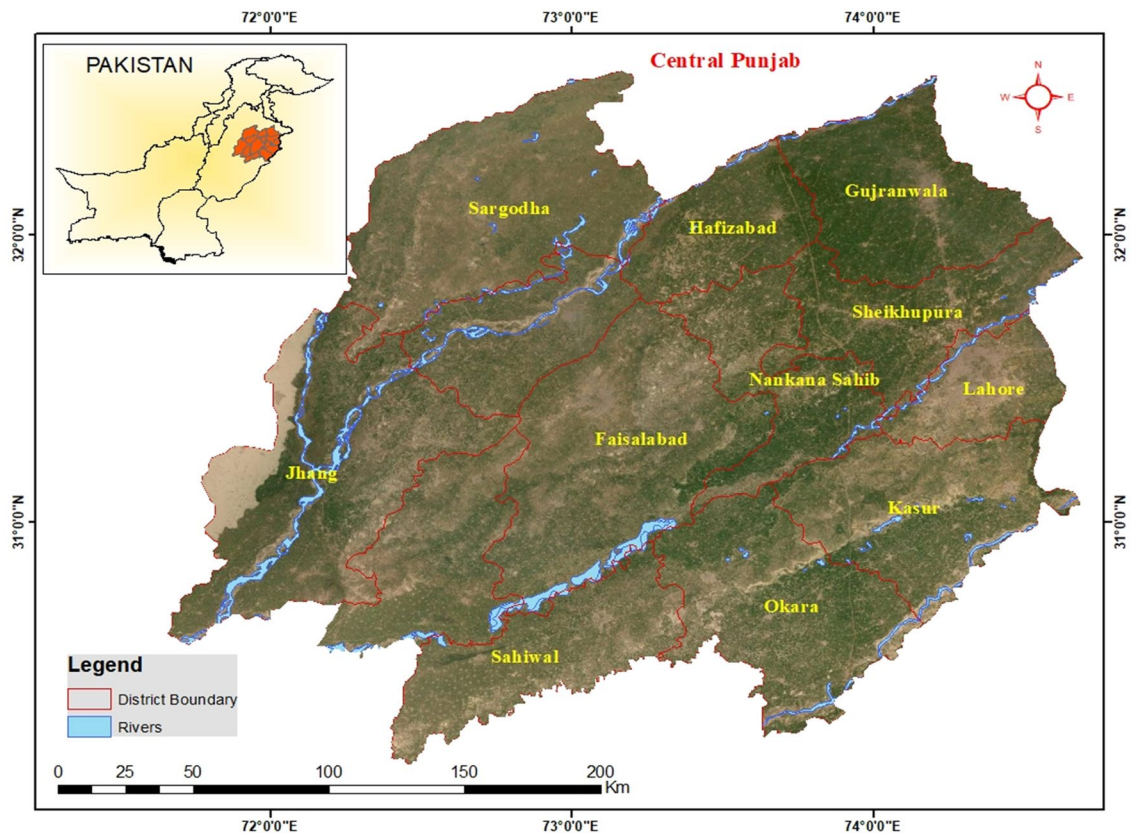 72°0'0"E
73°0'0"E
74°0'0"E
PAKISTAN
Central Punjab
N
W
E
S
Gujranwala
Sargodha
Hafizabad
32°0'0"N
32°0'0"N
Sheikhupura
Nankana Sahib
Lahore
Faisalabad
Jhang
Kasur
31°0'0"N
31°0'0"N
Okara
Sahiwal
Legend
District Boundary
Rivers
0
25
50
100
150
200
Km
72°0'0"E
73°0'0"E
74°0'0"E